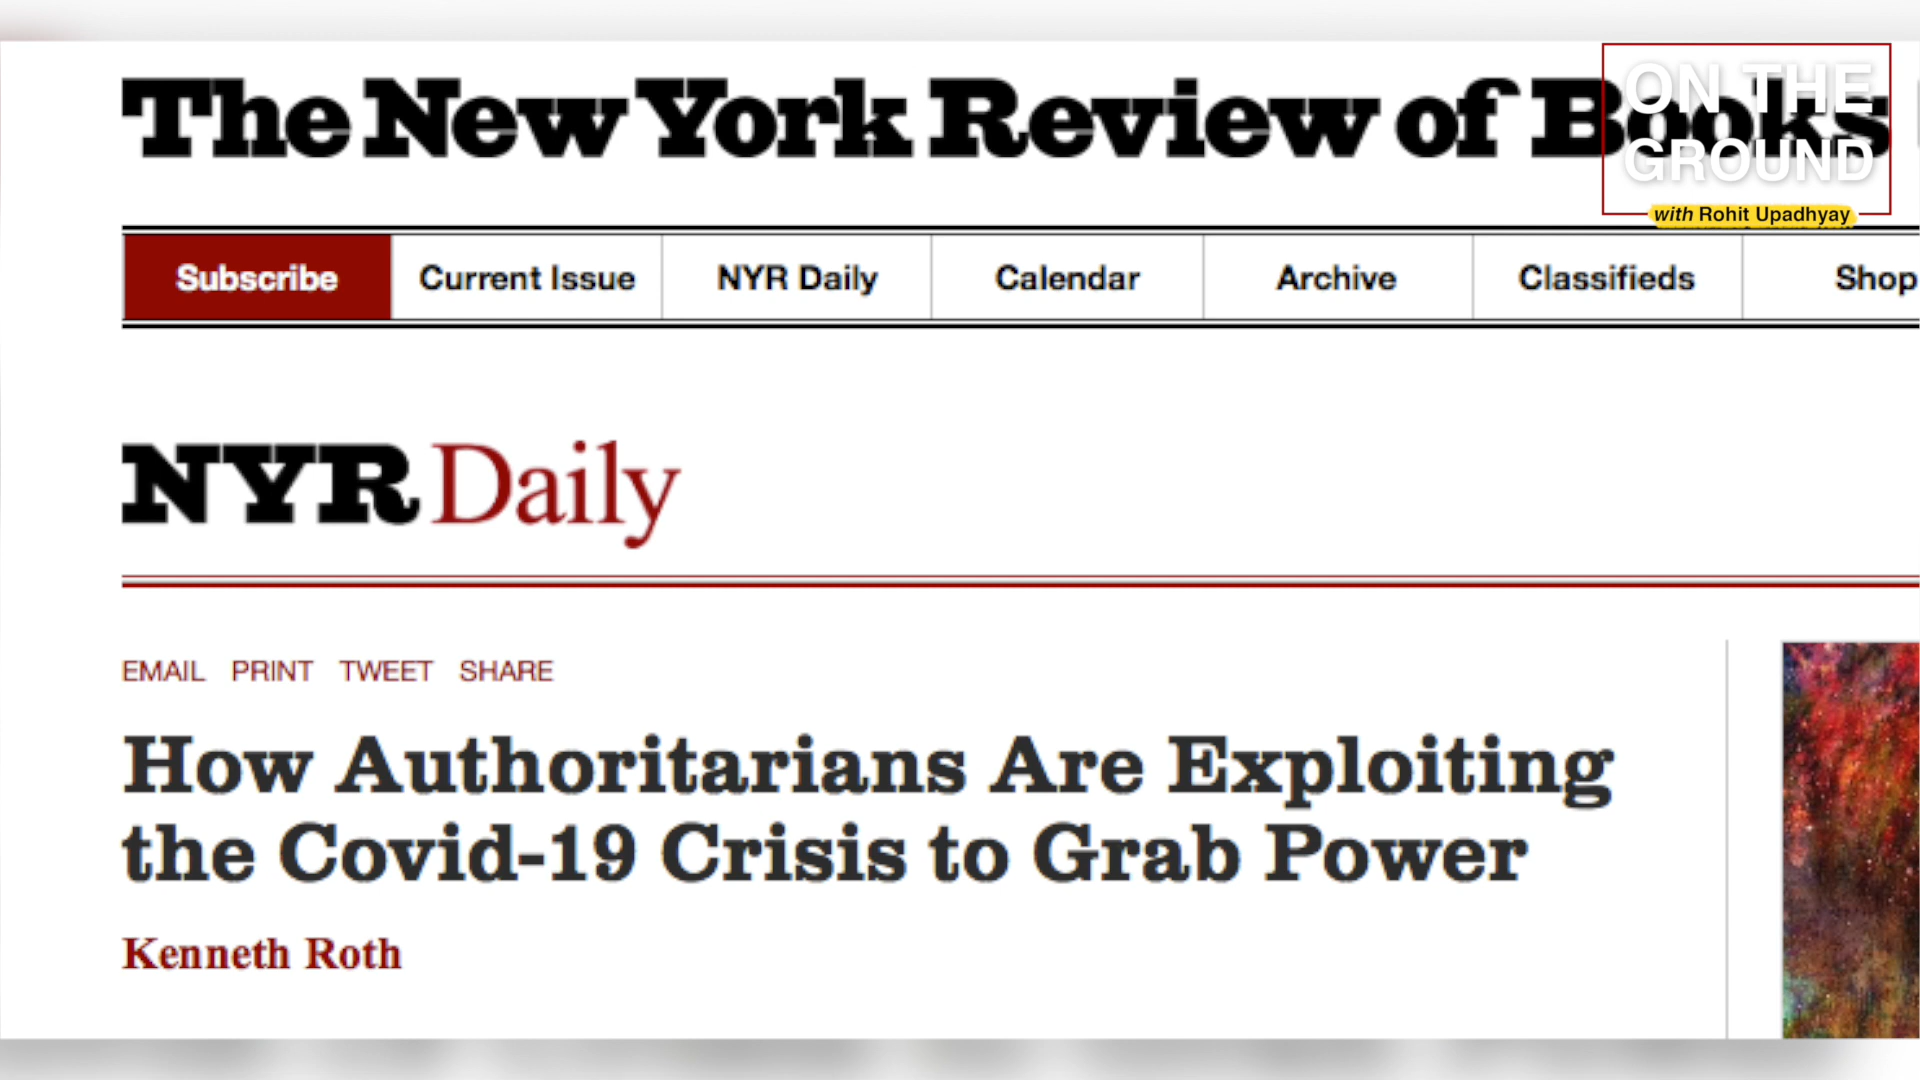 The New York Review of Books
ON THE
GROUND
with Rohit Upadhyay
Subscribe Current Issue NYR Daily Calendar Archive Classifieds Shop
NYR Daily
EMAIL PRINT TWEET SHARE
How Authoritarians Are Exploiting
the Covid-19 Crisis to Grab Power
Kenneth Roth